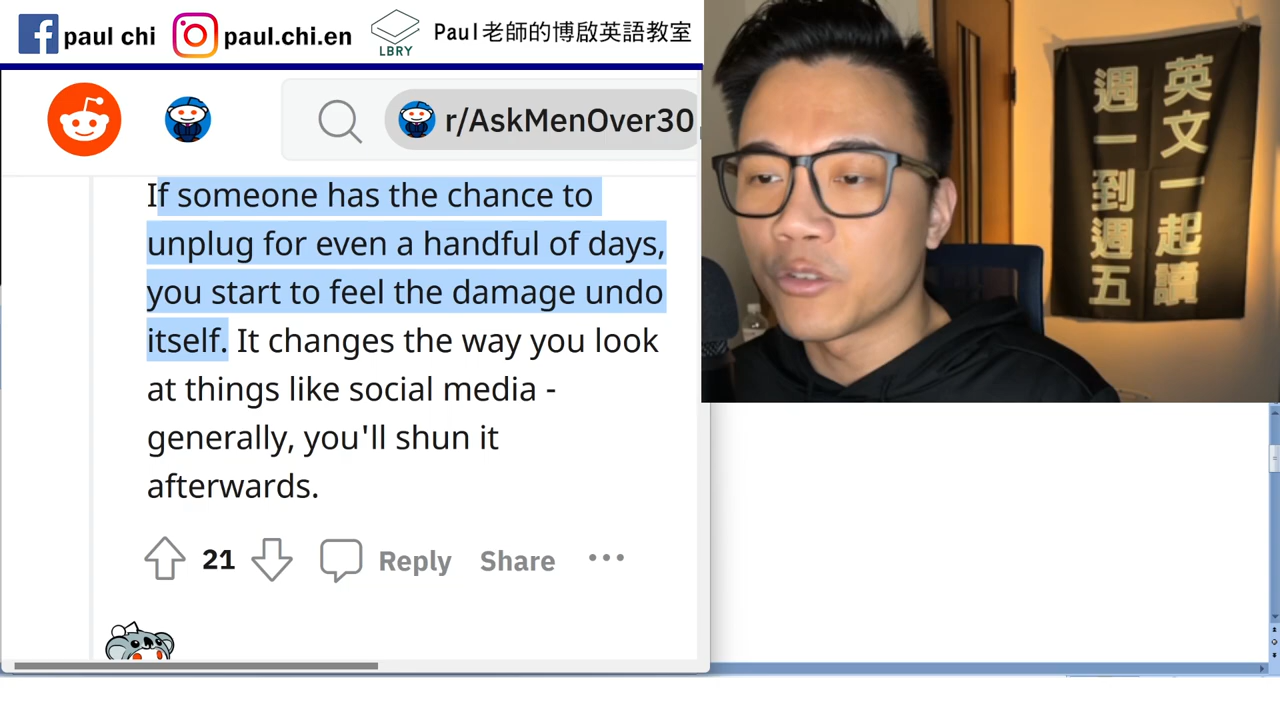 paul chi
paul.chi.en
LBRY
Paul老師的博啟英語教室
r/AskMenOver30
If someone has the chance to
unplug for even a handful of days,
you start to feel the damage undo
itself. It changes the way you look
at things like social media -
generally, you'll shun it
afterwards.
21
Reply
Share
英文一起讀
週一到週五